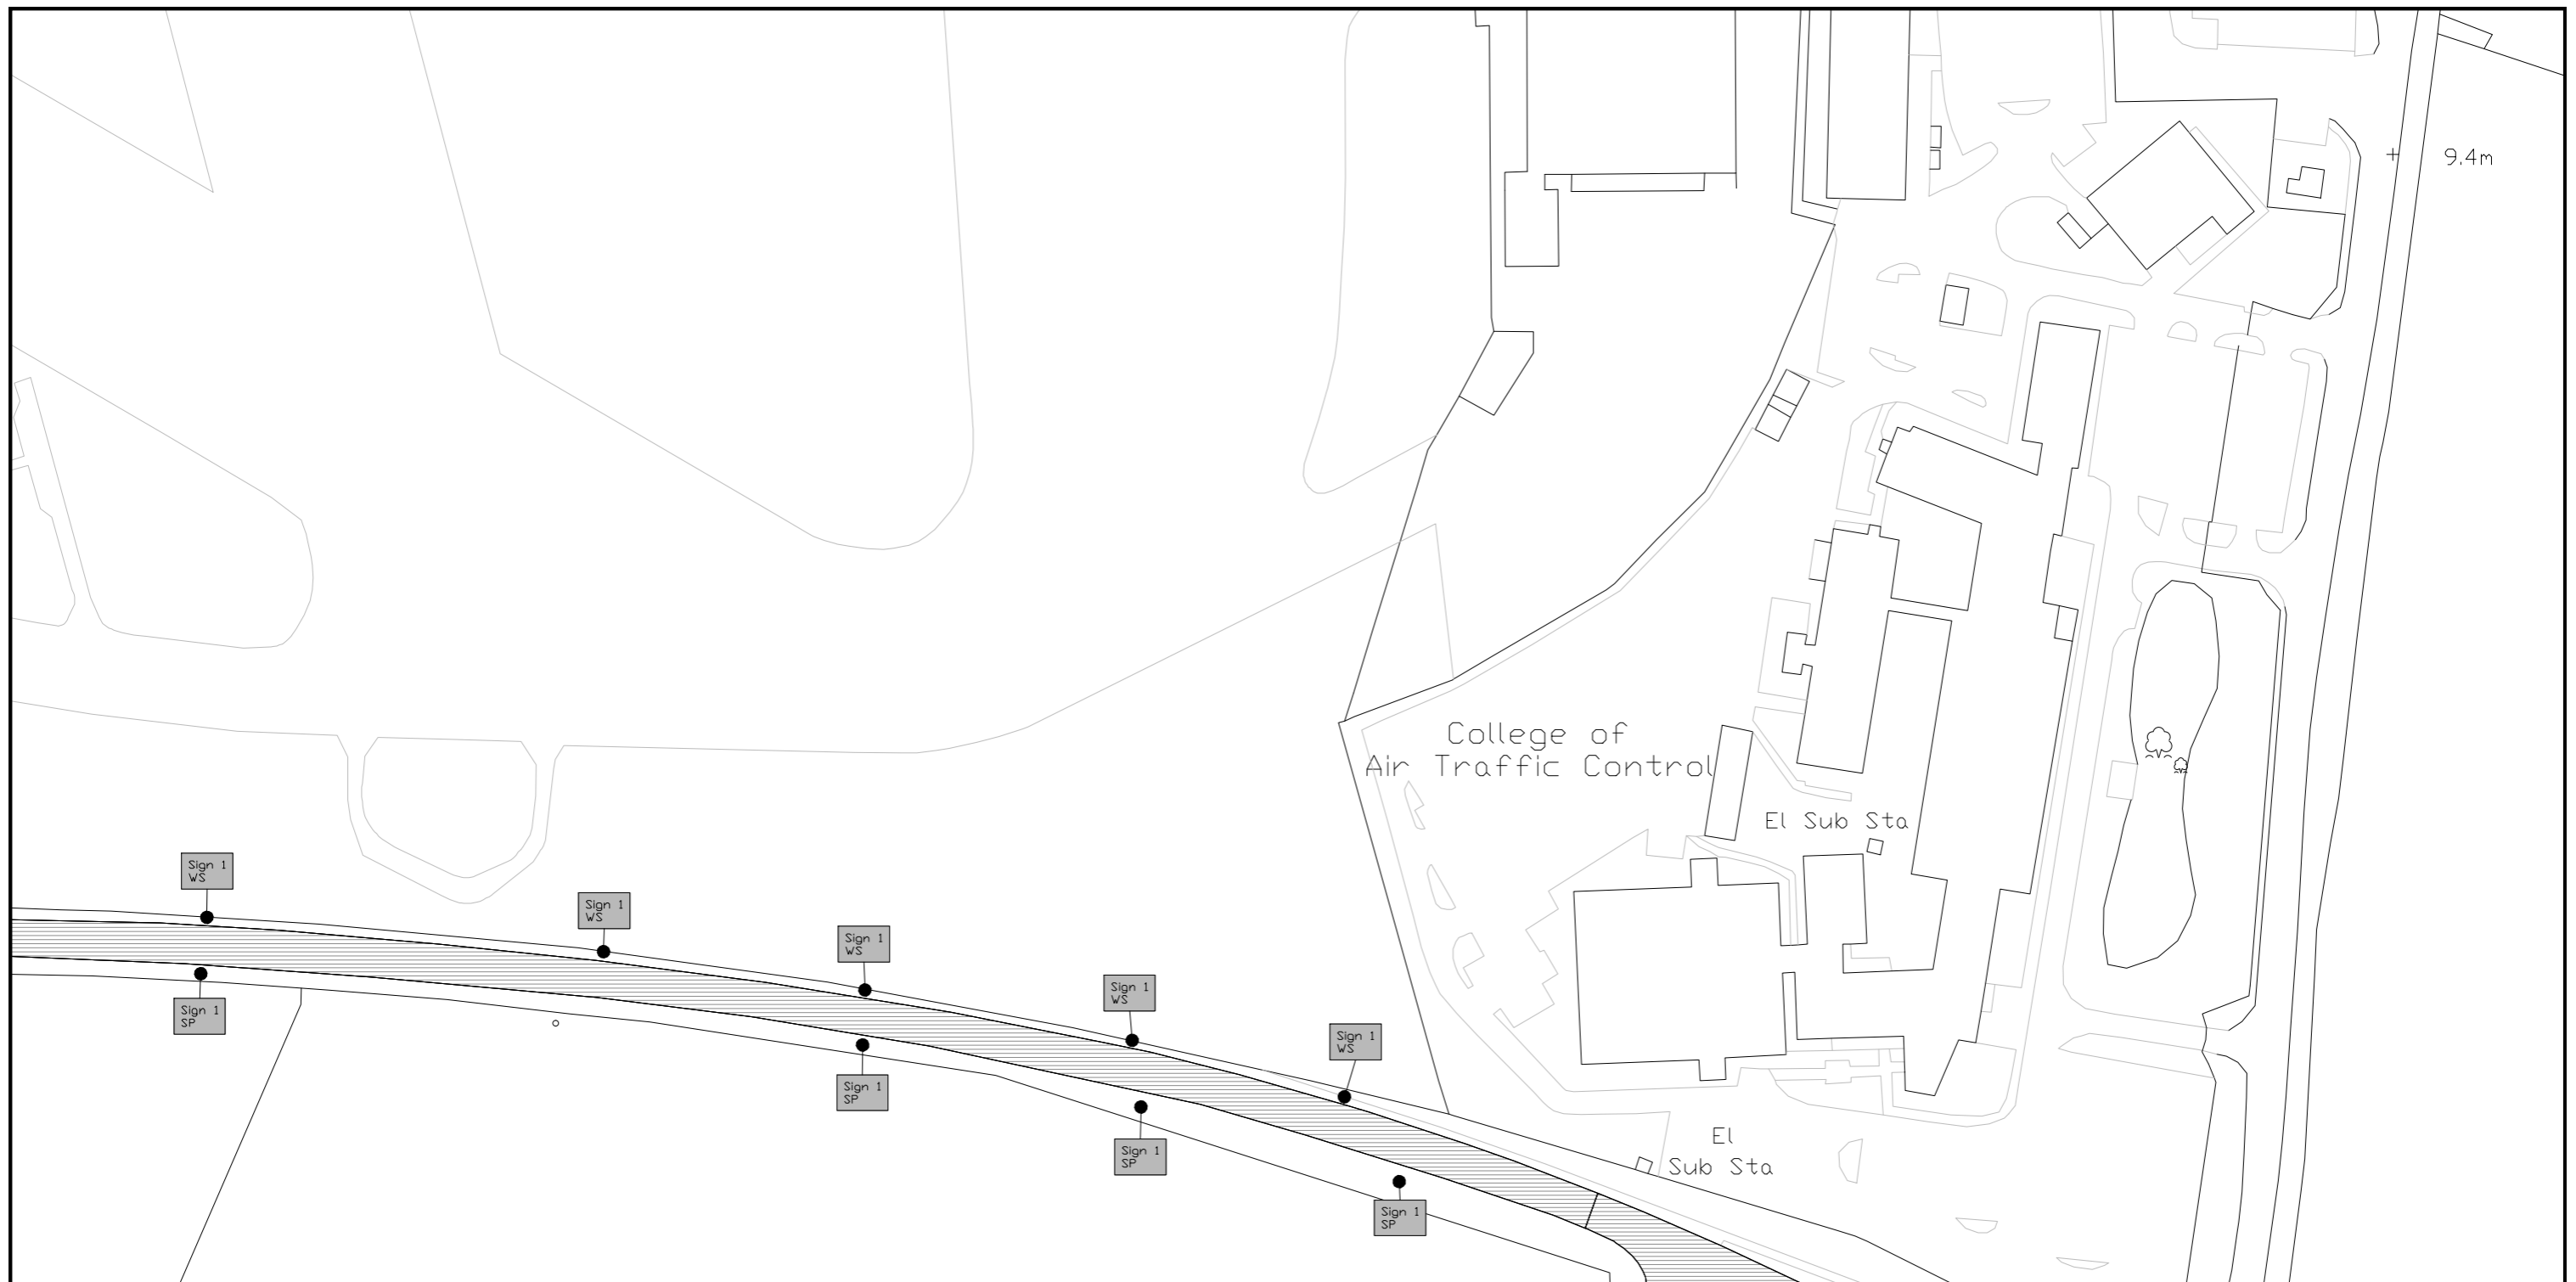 9.4m
College of
Air Traffic Control
El Sub Sta
Sign 1
WS
Sign 1
WS
Sign 1
WS
Sign 1
WS
Sign 1
WS
Sign 1
SP
Sign 1
SP
Sign 1
SP
Sign 1
SP
El
Sub Sta